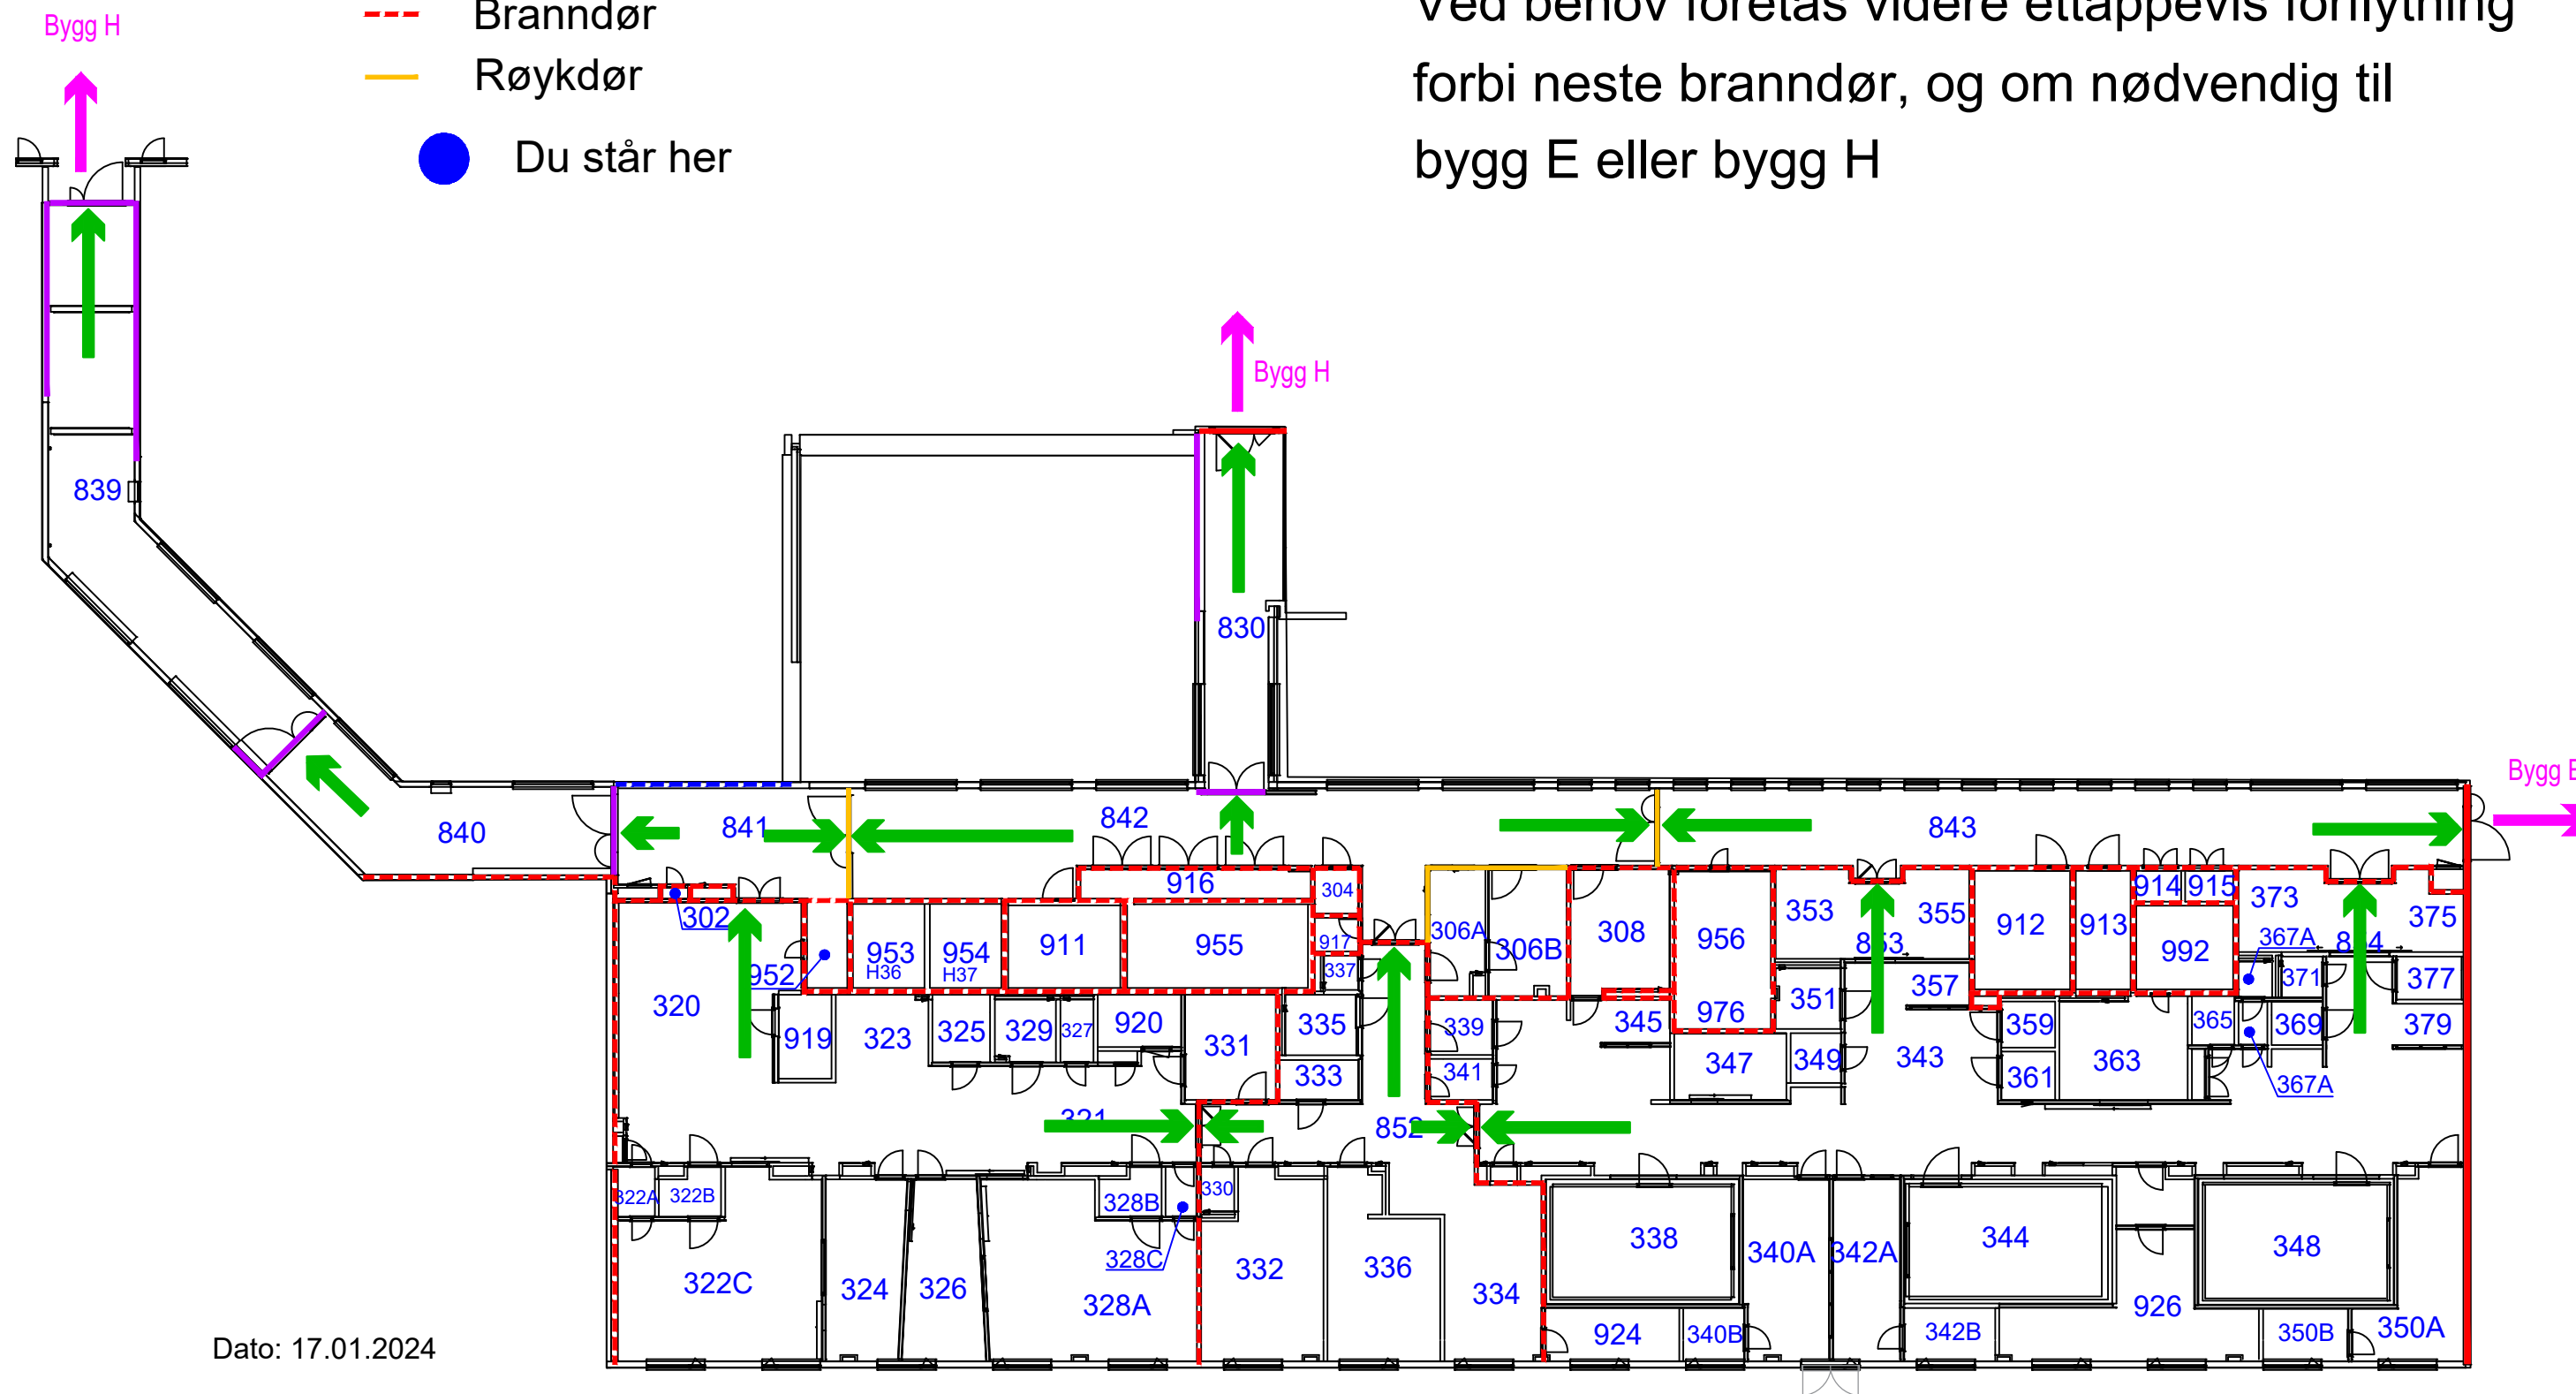 Bygg H
Branndør
Røykdør
Du står her
Ved behov foretas videre ettappevis forflytning
forbi neste branndør, og om nødvendig til
bygg E eller bygg H
Bygg H
839
830
Bygg E
840
841
842
843
916
304
302
914
915
373
375
353
355
912
913
992
367A
854
306A
306B
308
956
853
917
337
952
953
H36
954
H37
911
955
320
976
351
357
371
377
919
323
325
329
327
920
331
335
333
339
341
345
347
349
343
359
361
363
365
369
379
367A
321
852
322A
322B
328B
328C
330
322C
324
326
328A
332
336
334
338
340A
342A
344
348
924
340B
342B
926
350B
350A
Dato: 17.01.2024